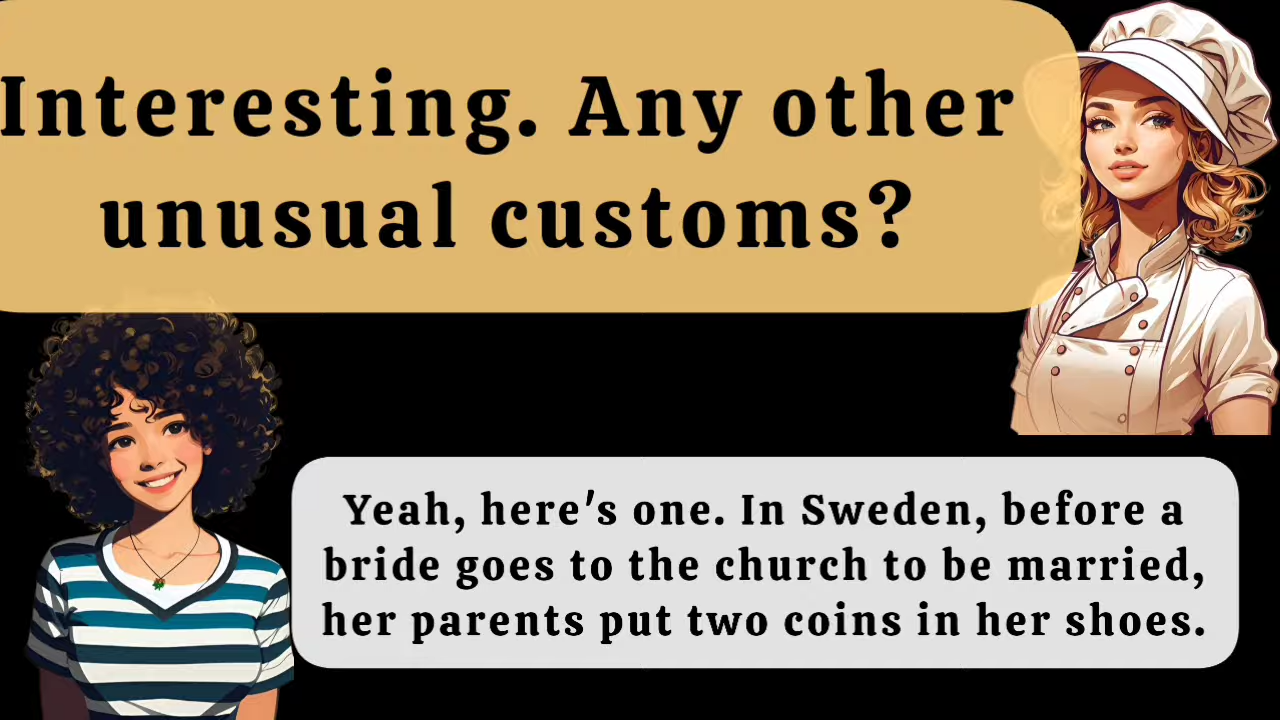 Interesting. Any other
unusual customs?
Yeah, here's one. In Sweden, before a
bride goes to the church to be married,
her parents put two coins in her shoes.